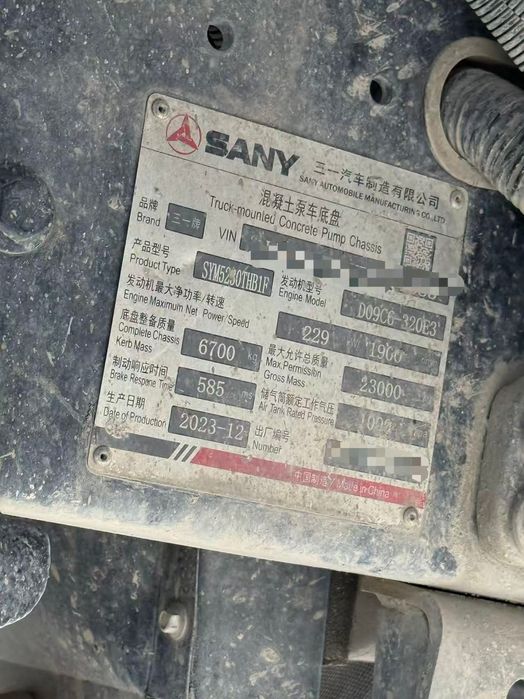 SANY 三一汽车制造有限公司
SANY AUTOMOBILE MANUFACTURING CO., LTD.
混凝土泵车底盘
Truck-mounted Concrete Pump Chassis
品牌 三一牌 VIN
Brand
产品型号 SYM5230THB1F 发动机型号 D09C6-320E3
Product Type Engine Model
发动机最大净功率/转速 229 kW/ 1900
Engine Maximum Net Power/Speed
底盘整备质量 6700 kg 最大允许总质量 23000
Complete Chassis Kerb Mass Max.Permission Gross Mass
制动响应时间 585 ms 储气筒额定工作气压
Brake Response Time Air Tank Rated Pressure
生产日期 2023-12 出厂编号
Date of Production Number
中国制造 / Made in China